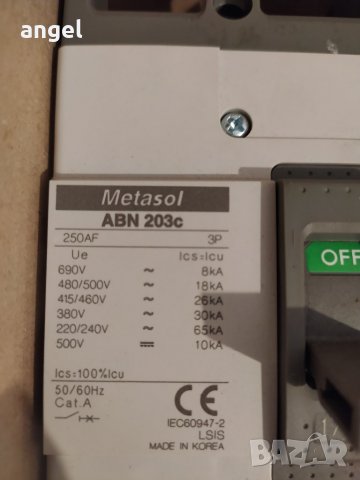 angel
Metasol
ABN 203c
250AF 3P
Ue Ics=Icu
690V ~ 8kA
480/500V ~ 18kA
415/460V ~ 26kA
380V ~ 30kA
220/240V ~ 65kA
500V ⎓ 10kA
Ics=100%Icu
50/60Hz
Cat.A
CE
IEC60947-2
LSIS
MADE IN KOREA
OFF
bazar